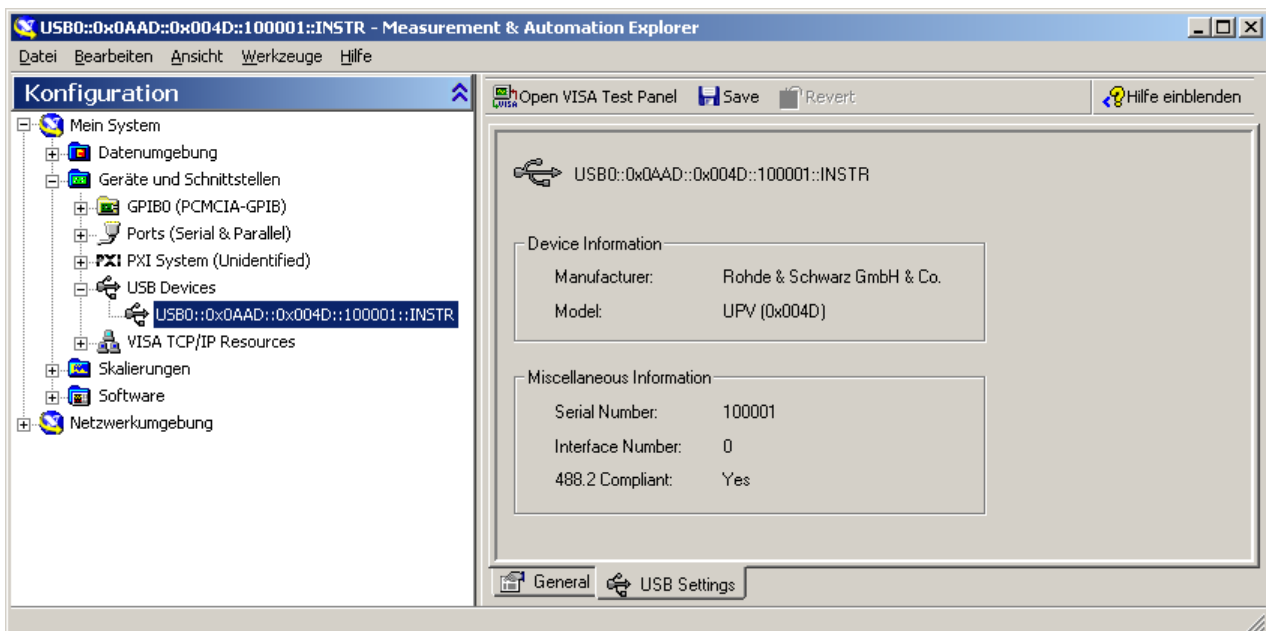 USB0::0x0AAD::0x004D::100001::INSTR - Measurement & Automation Explorer
Datei Bearbeiten Ansicht Werkzeuge Hilfe
Konfiguration
Mein System
Datenumgebung
Geräte und Schnittstellen
GPIB0 (PCMCIA-GPIB)
Ports (Serial & Parallel)
PXI PXI System (Unidentified)
USB Devices
USB0::0x0AAD::0x004D::100001::INSTR
VISA TCP/IP Resources
Skalierungen
Software
Netzwerkumgebung
VISA Open VISA Test Panel Save Revert Hilfe einblenden
USB0::0x0AAD::0x004D::100001::INSTR
Device Information
Manufacturer: Rohde & Schwarz GmbH & Co.
Model: UPV (0x004D)
Miscellaneous Information
Serial Number: 100001
Interface Number: 0
488.2 Compliant: Yes
General USB Settings